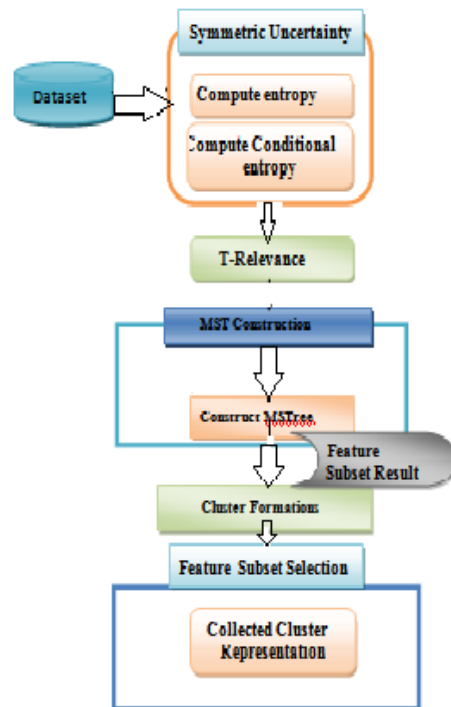 Symmetric Uncertainty
Dataset
Compute entropy
Compute Conditional
entropy
T-Relevance
MST Construction
Construct MSTree
Feature
Subset Result
Cluster Formations
Feature Subset Selection
Collected Cluster
Representation